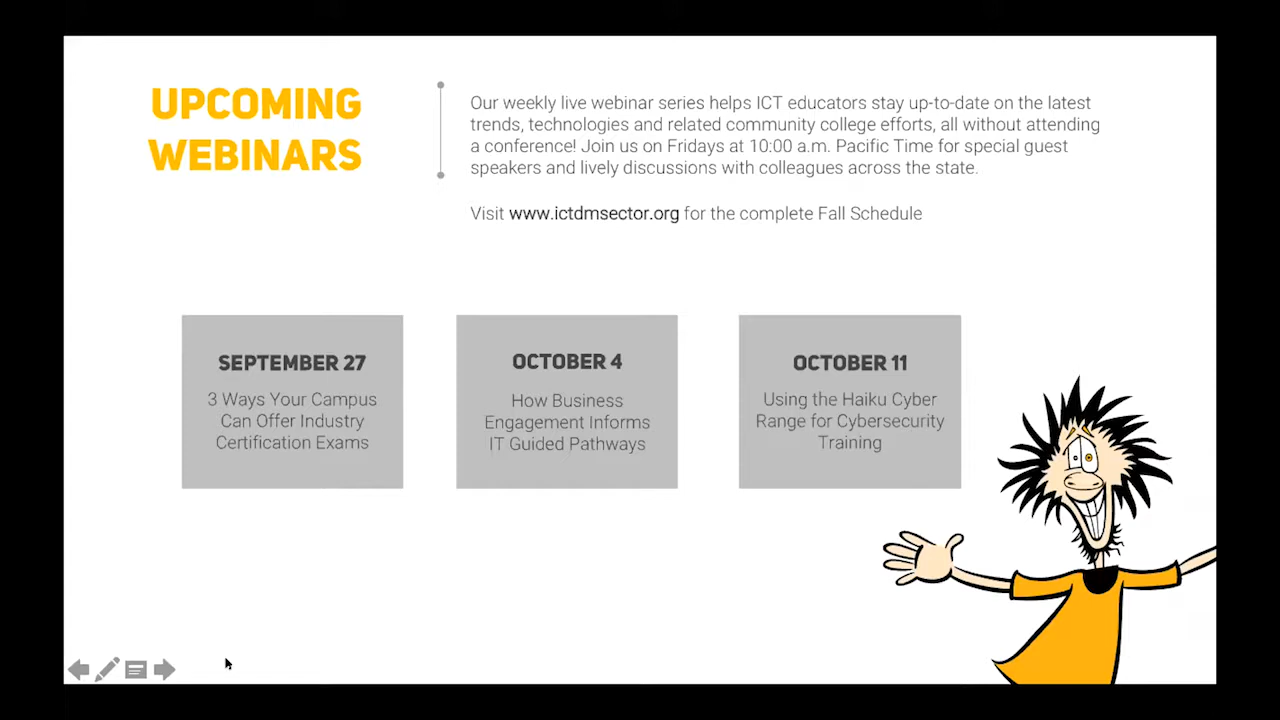 UPCOMING
WEBINARS
Our weekly live webinar series helps ICT educators stay up-to-date on the latest
trends, technologies and related community college efforts, all without attending
a conference! Join us on Fridays at 10:00 a.m. Pacific Time for special guest
speakers and lively discussions with colleagues across the state.
Visit www.ictdmsector.org for the complete Fall Schedule
SEPTEMBER 27
3 Ways Your Campus
Can Offer Industry
Certification Exams
OCTOBER 4
How Business
Engagement Informs
IT Guided Pathways
OCTOBER 11
Using the Haiku Cyber
Range for Cybersecurity
Training